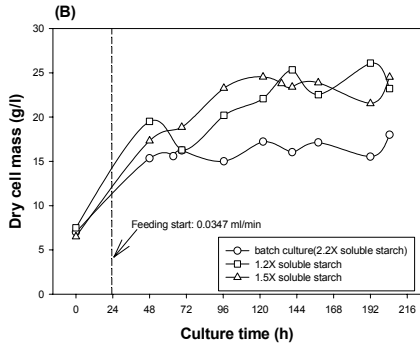 (B)
Dry cell mass (g/l)
30
25
20
15
10
5
0
Feeding start: 0.0347 ml/min
batch culture(2.2X soluble starch)
1.2X soluble starch
1.5X soluble starch
0 24 48 72 96 120 144 168 192 216
Culture time (h)